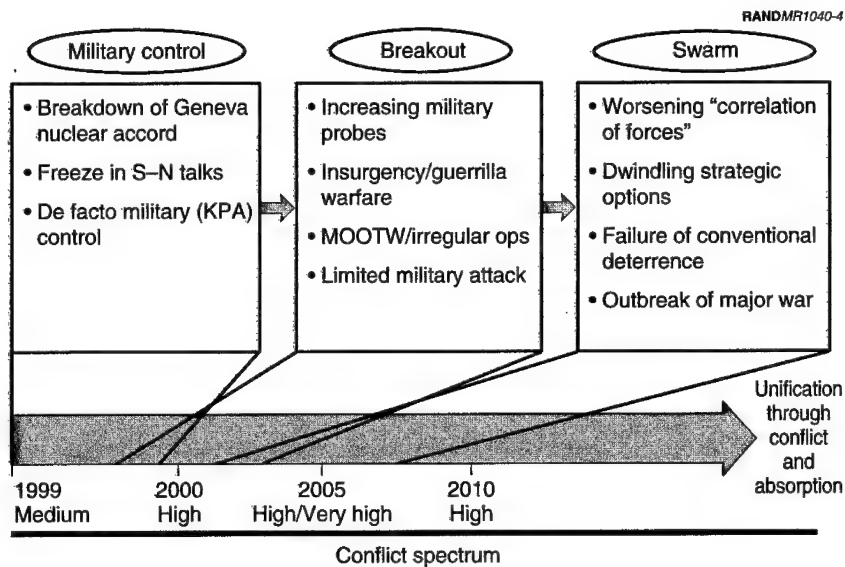 RANDMR1040-4
Military control
• Breakdown of Geneva
nuclear accord
• Freeze in S–N talks
• De facto military (KPA)
control
Breakout
• Increasing military
probes
• Insurgency/guerrilla
warfare
• MOOTW/irregular ops
• Limited military attack
Swarm
• Worsening “correlation
of forces”
• Dwindling strategic
options
• Failure of conventional
deterrence
• Outbreak of major war
Unification
through
conflict
and
absorption
1999
Medium
2000
High
2005
High/Very high
2010
High
Conflict spectrum